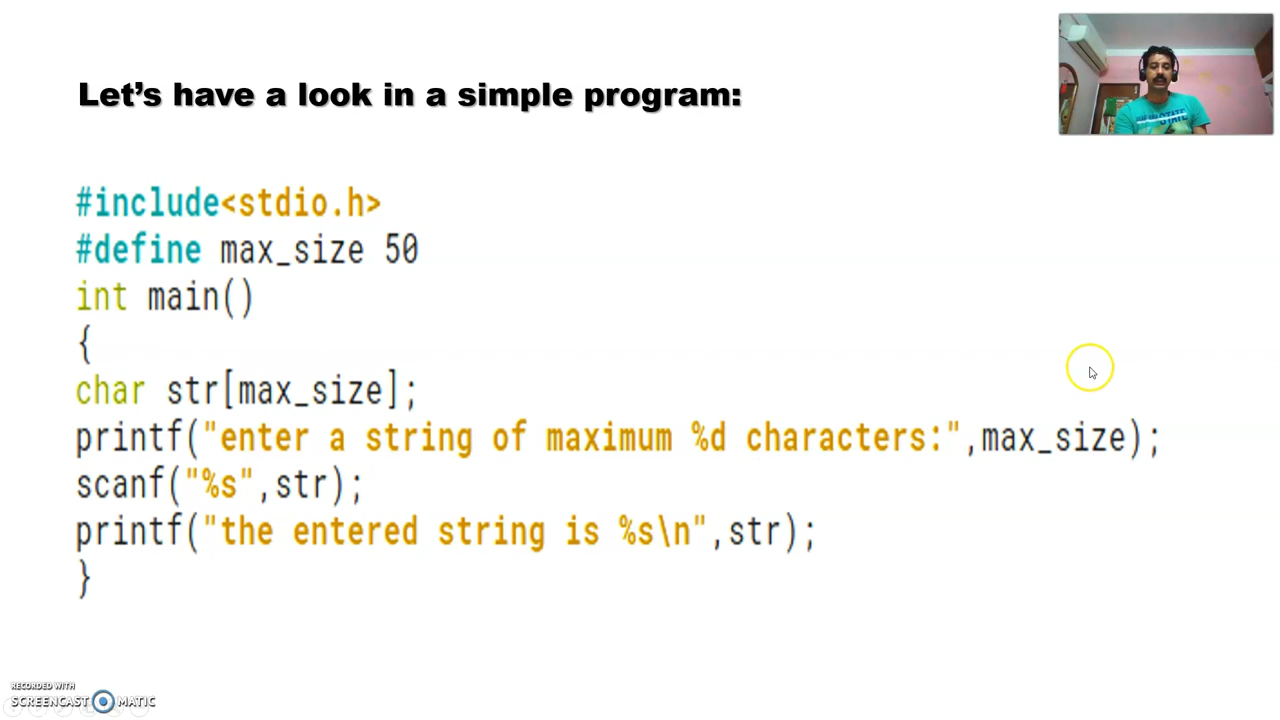 Let’s have a look in a simple program:
#include<stdio.h>
#define max_size 50
int main()
{
char str[max_size];
printf("enter a string of maximum %d characters:",max_size);
scanf("%s",str);
printf("the entered string is %s\n",str);
}
RECORDED WITH
SCREENCAST MATIC